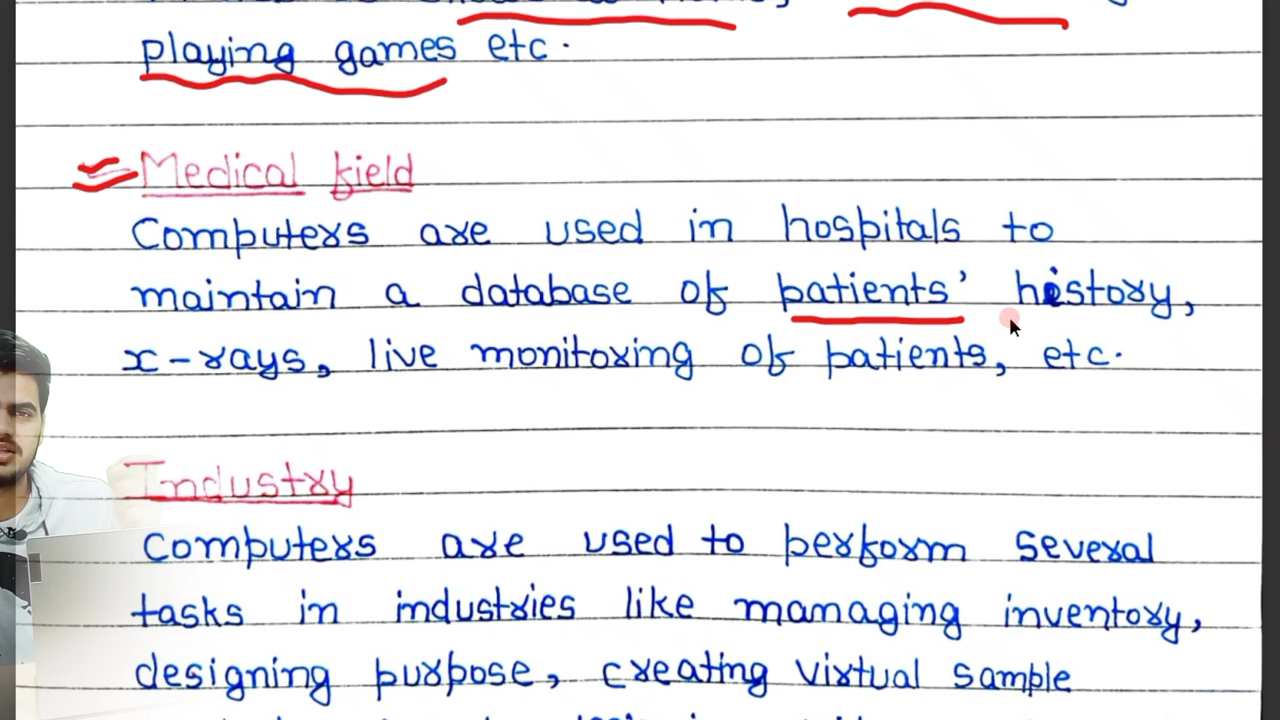 playing games etc.
Medical field
Computers are used in hospitals to
maintain a database of patients' history,
x-rays, live monitoring of patients, etc.
Industry
Computers are used to perform several
tasks in industries like managing inventory,
designing purpose, creating virtual sample